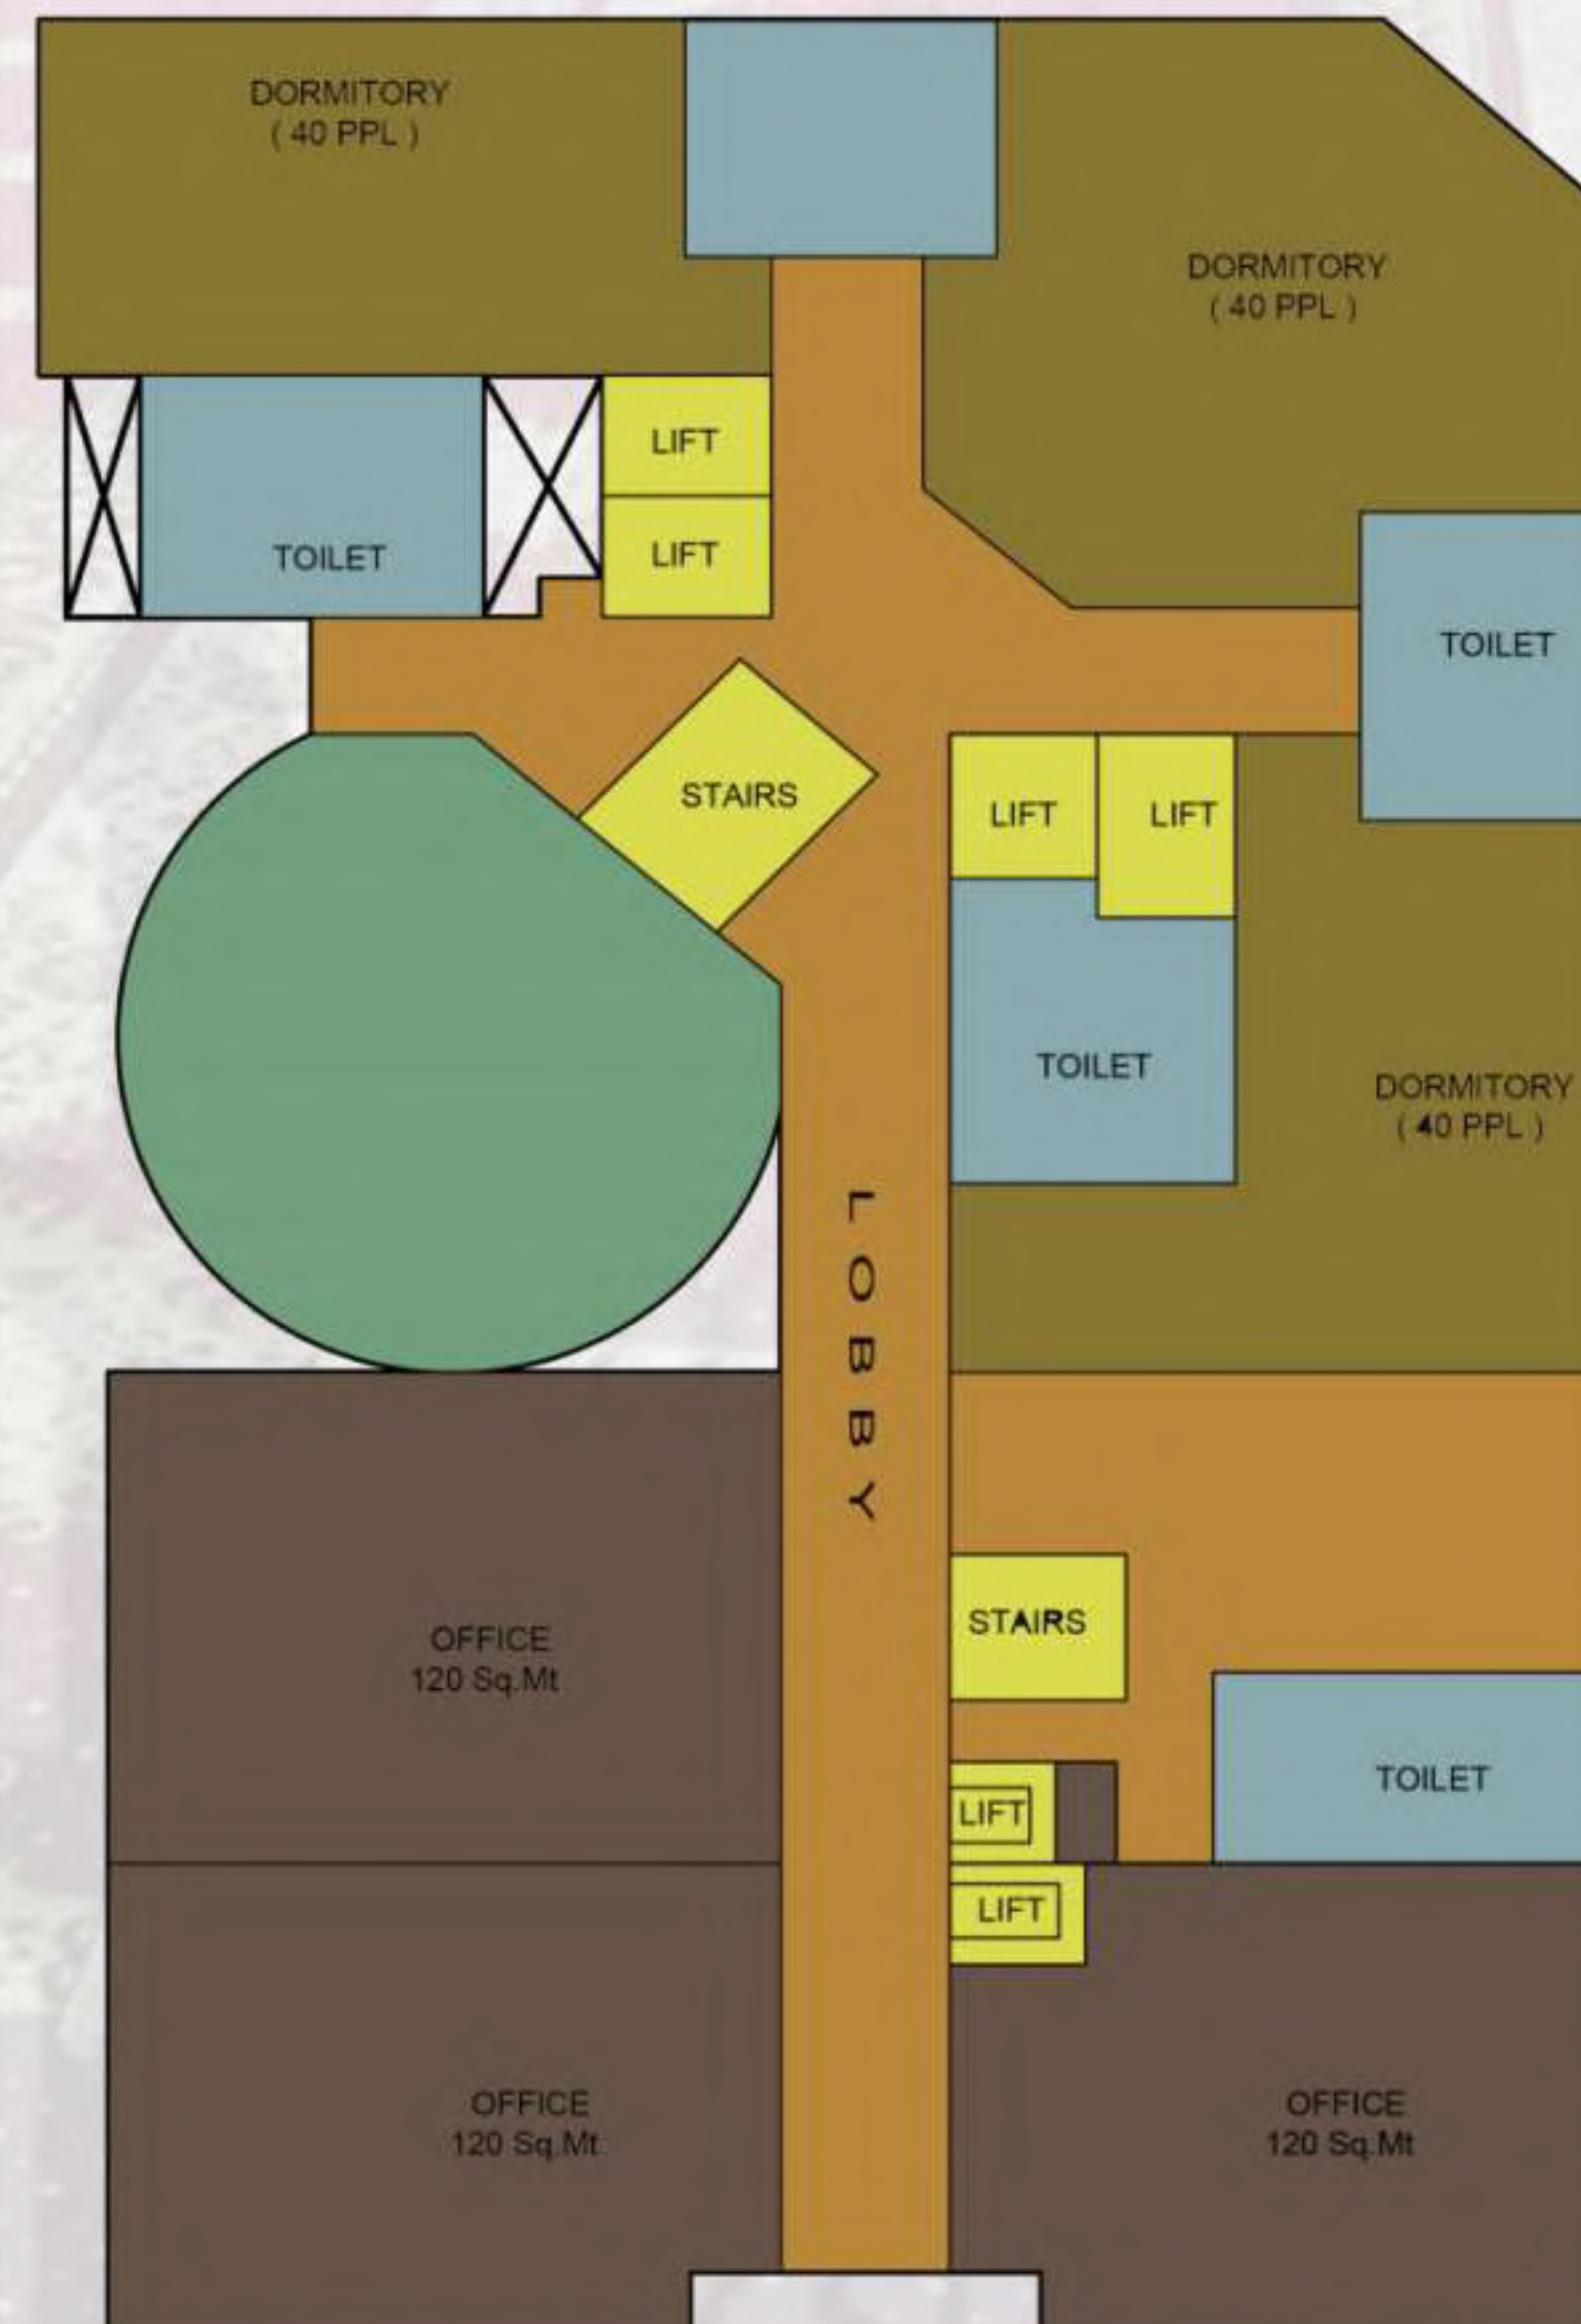 DORMITORY
( 40 PPL )
DORMITORY
( 40 PPL )
LIFT
LIFT
TOILET
TOILET
STAIRS
LIFT
LIFT
TOILET
DORMITORY
( 40 PPL )
LOBBY
OFFICE
120 Sq.Mt
STAIRS
TOILET
LIFT
LIFT
OFFICE
120 Sq.Mt
OFFICE
120 Sq.Mt